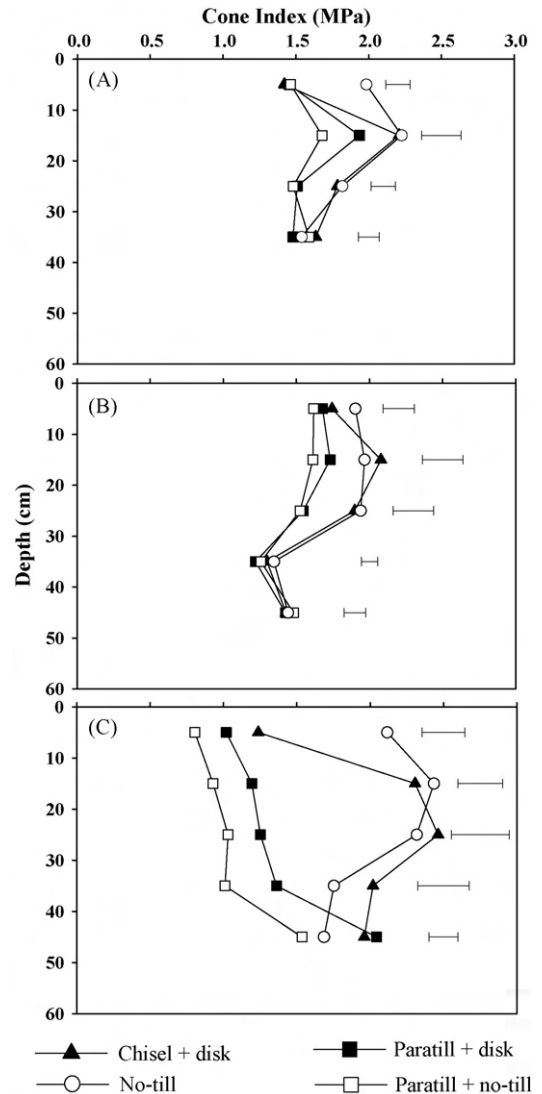 Cone Index (MPa)
0.0 0.5 1.0 1.5 2.0 2.5 3.0
0
(A)
10
20
30
40
50
60
0
(B)
10
20
30
40
50
60
Depth (cm)
0
(C)
10
20
30
40
50
60
Chisel + disk
Paratill + disk
No-till
Paratill + no-till